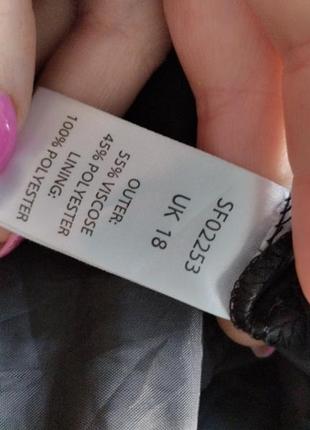 SF02253
UK 18
OUTER:
55% VISCOSE
45% POLYESTER
LINING:
100% POLYESTER